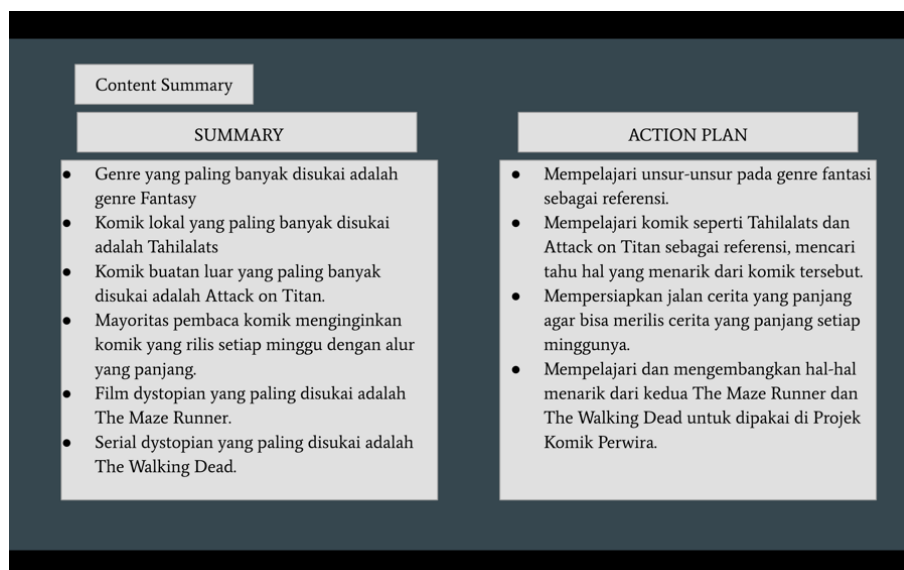 Content Summary
SUMMARY
● Genre yang paling banyak disukai adalah
genre Fantasy
● Komik lokal yang paling banyak disukai
adalah Tahilalats
● Komik buatan luar yang paling banyak
disukai adalah Attack on Titan.
● Mayoritas pembaca komik menginginkan
komik yang rilis setiap minggu dengan alur
yang panjang.
● Film dystopian yang paling disukai adalah
The Maze Runner.
● Serial dystopian yang paling disukai adalah
The Walking Dead.
ACTION PLAN
● Mempelajari unsur-unsur pada genre fantasi
sebagai referensi.
● Mempelajari komik seperti Tahilalats dan
Attack on Titan sebagai referensi, mencari
tahu hal yang menarik dari komik tersebut.
● Mempersiapkan jalan cerita yang panjang
agar bisa merilis cerita yang panjang setiap
minggunya.
● Mempelajari dan mengembangkan hal-hal
menarik dari kedua The Maze Runner dan
The Walking Dead untuk dipakai di Projek
Komik Perwira.